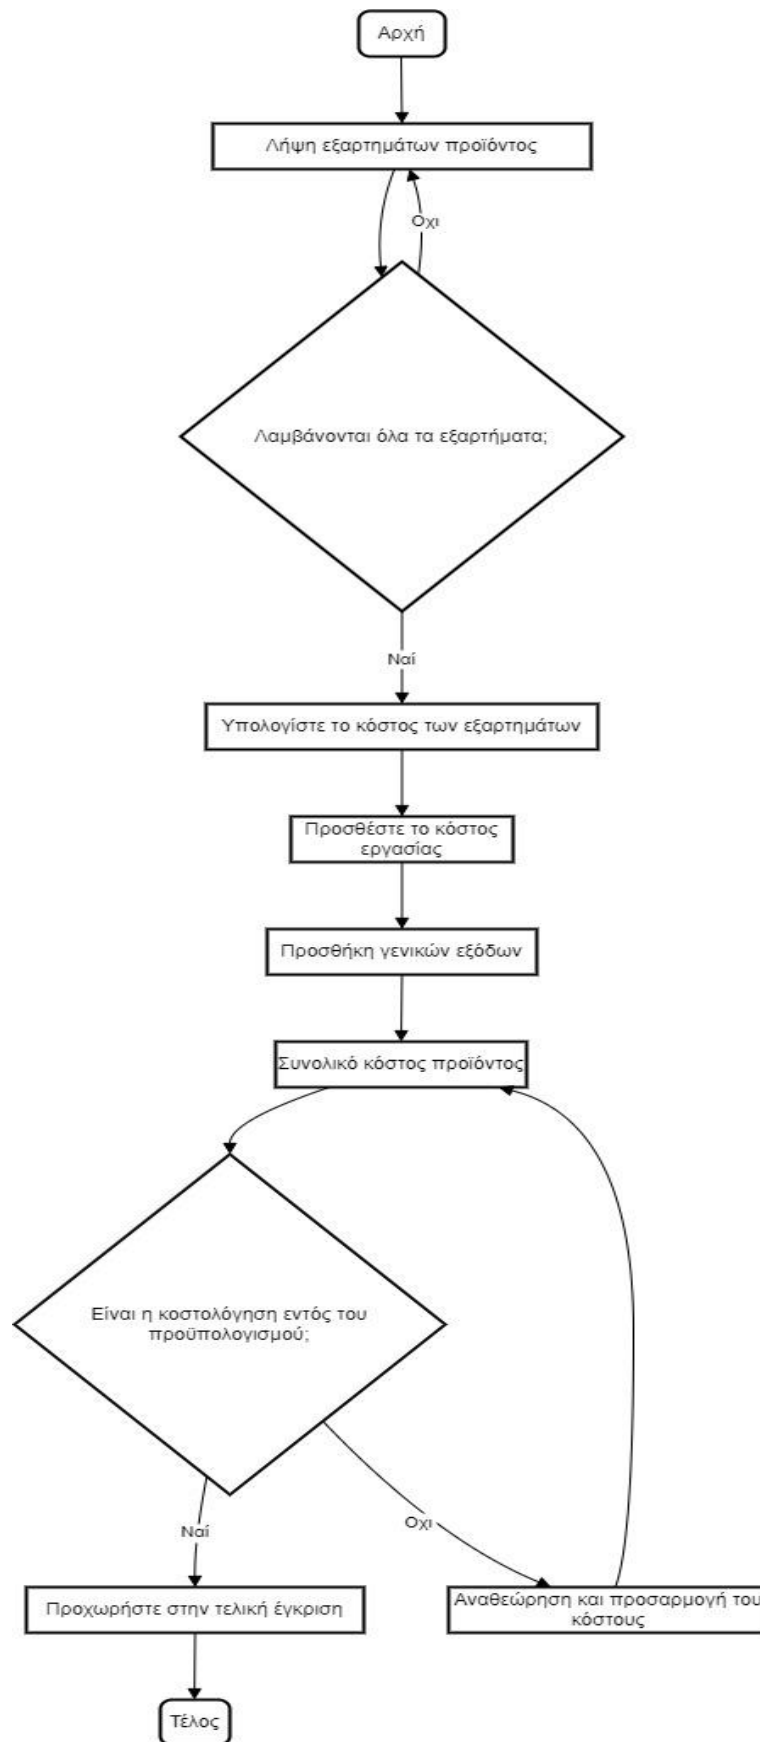 Αρχή
Λήψη εξαρτημάτων προϊόντος
Οχι
Λαμβάνονται όλα τα εξαρτήματα;
Ναί
Υπολογίστε το κόστος των εξαρτημάτων
Προσθέστε το κόστος
εργασίας
Προσθήκη γενικών εξόδων
Συνολικό κόστος προϊόντος
Είναι η κοστολόγηση εντός του
προϋπολογισμού;
Ναί
Οχι
Προχωρήστε στην τελική έγκριση
Αναθεώρηση και προσαρμογή του
κόστους
Τέλος